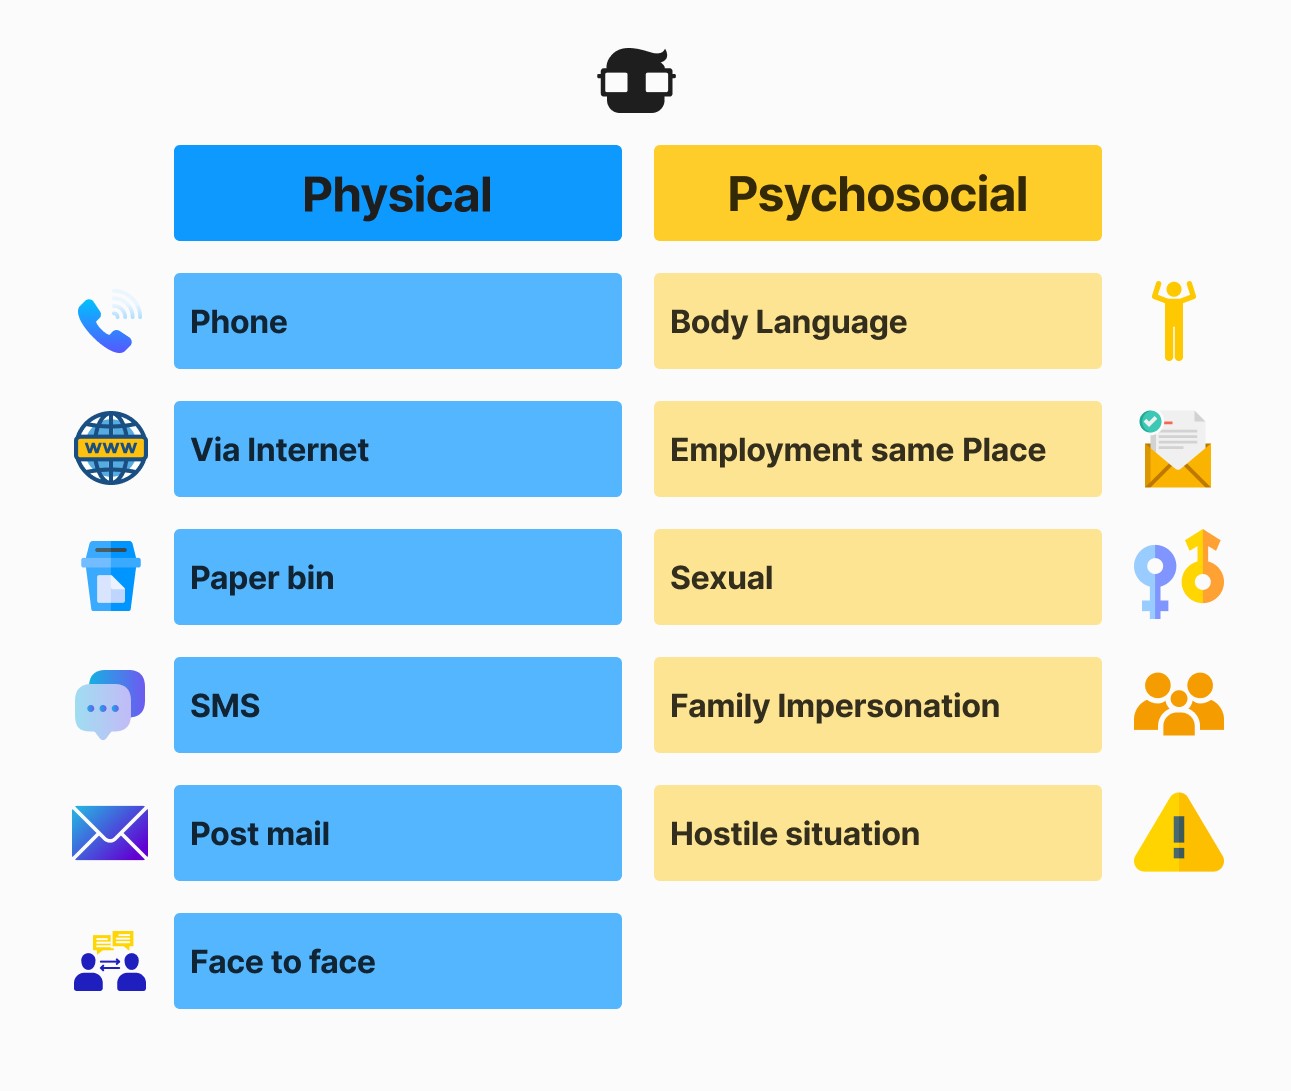 Physical
Psychosocial
Phone
Body Language
WWW
Via Internet
Employment same Place
Paper bin
Sexual
SMS
Family Impersonation
Post mail
Hostile situation
Face to face